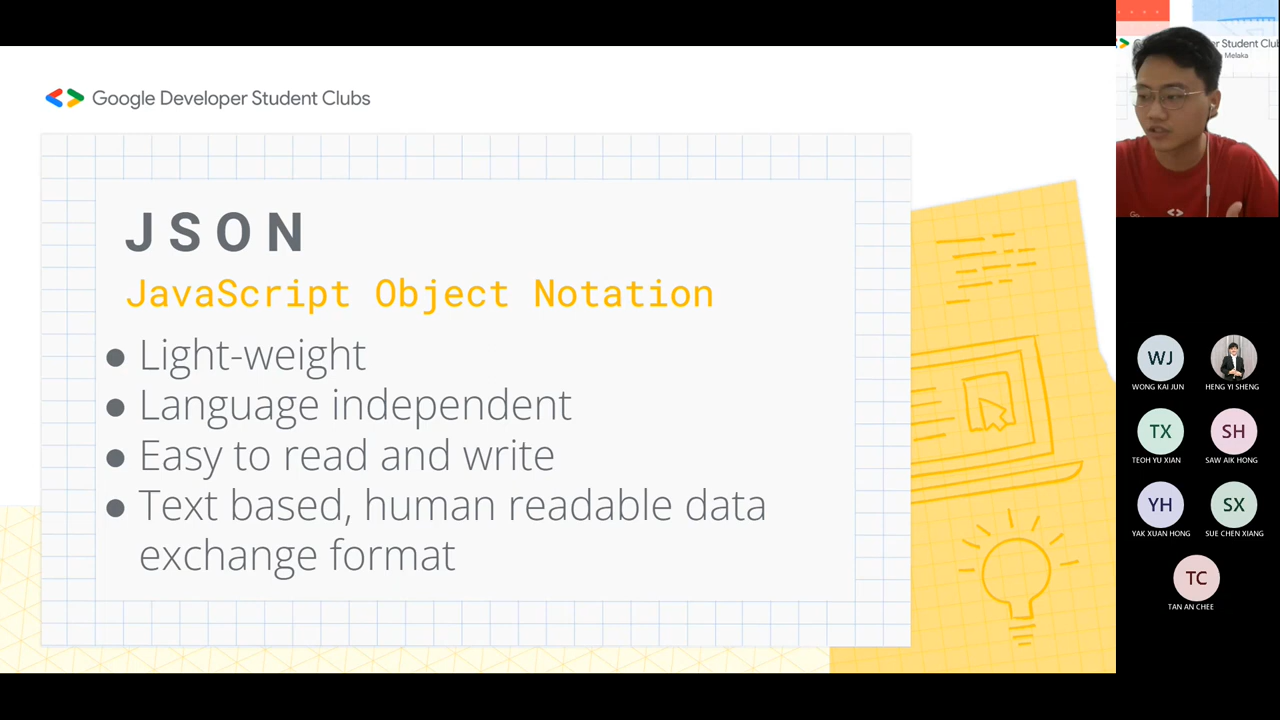 Google Developer Student Clubs
JSON
JavaScript Object Notation
● Light-weight
● Language independent
● Easy to read and write
● Text based, human readable data
exchange format
r Student Clu
Melaka
WJ
WONG KAI JUN
HENG YI SHENG
TX
TEOH YU XIAN
SH
SAW AIK HONG
YH
YAK XUAN HONG
SX
SUE CHEN XIANG
TC
TAN AN CHEE